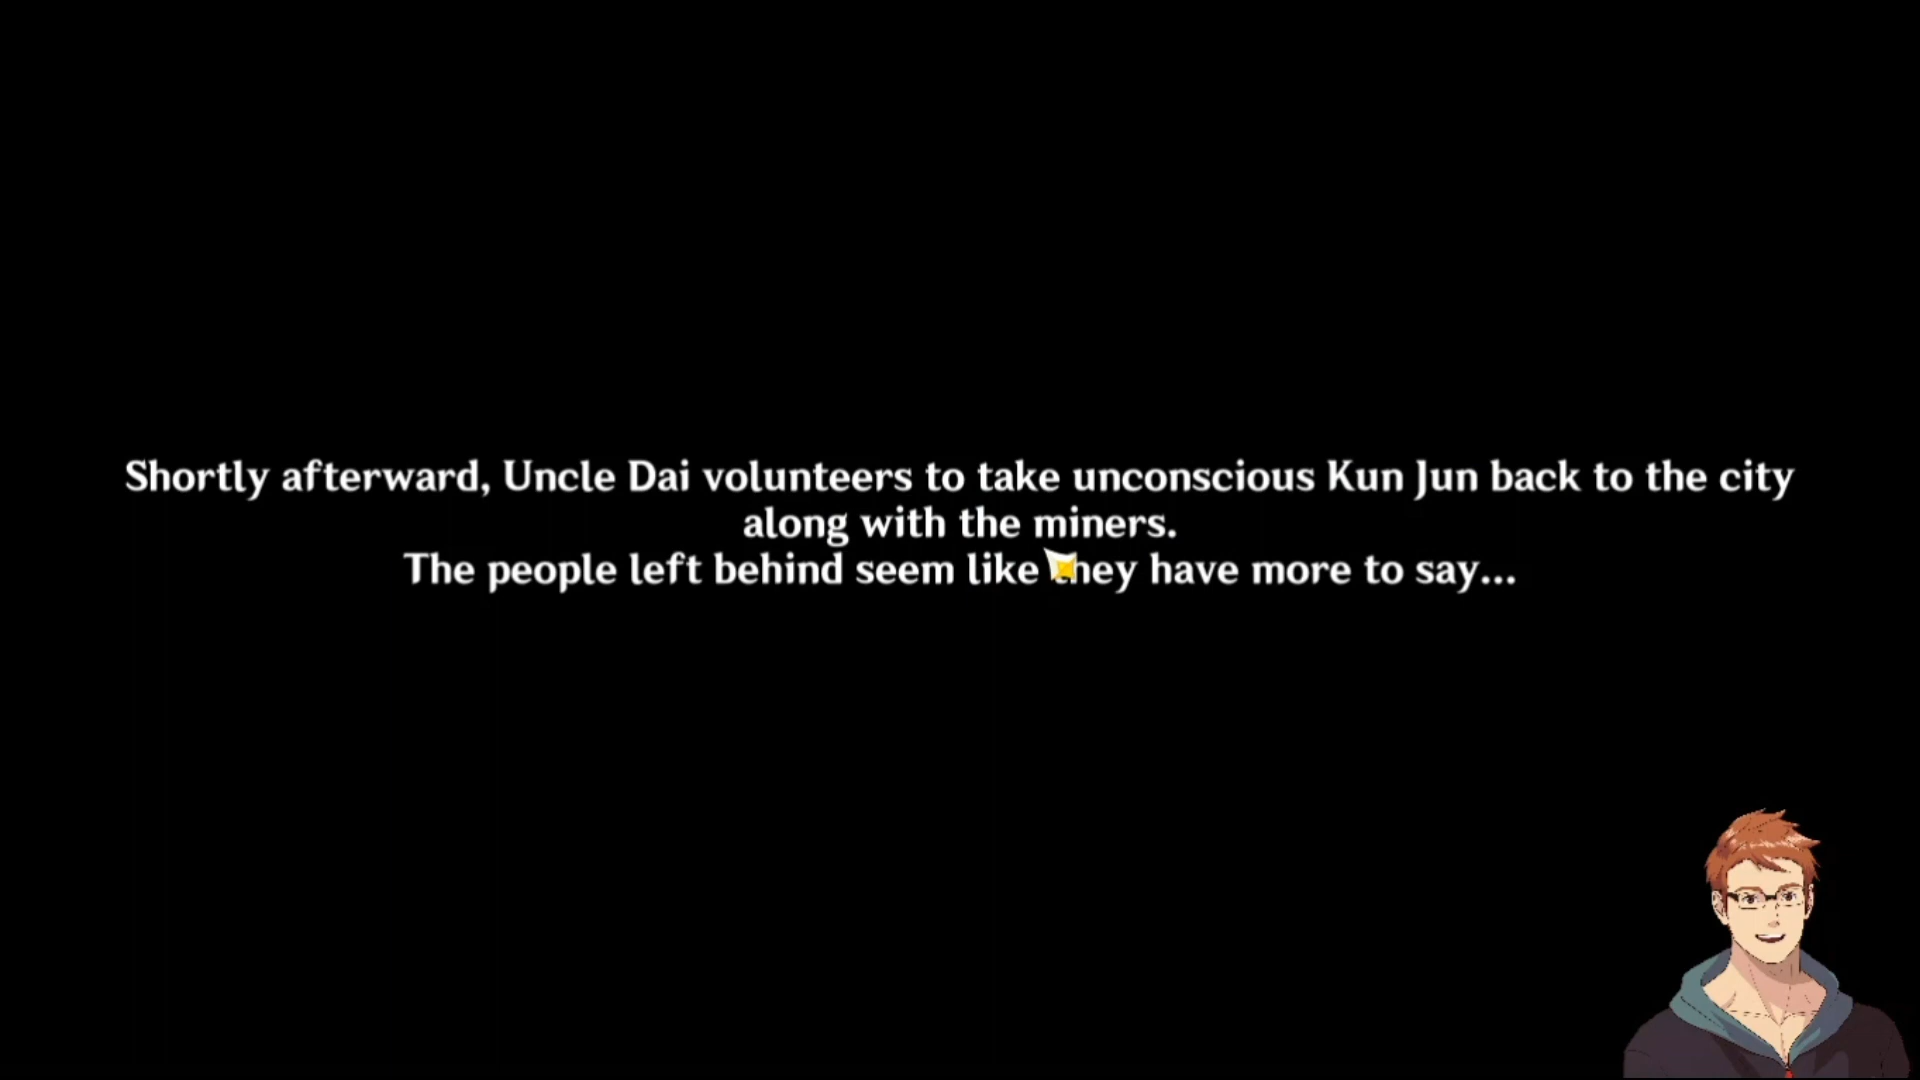 Shortly afterward, Uncle Dai volunteers to take unconscious Kun Jun back to the city
along with the miners.
The people left behind seem like they have more to say...